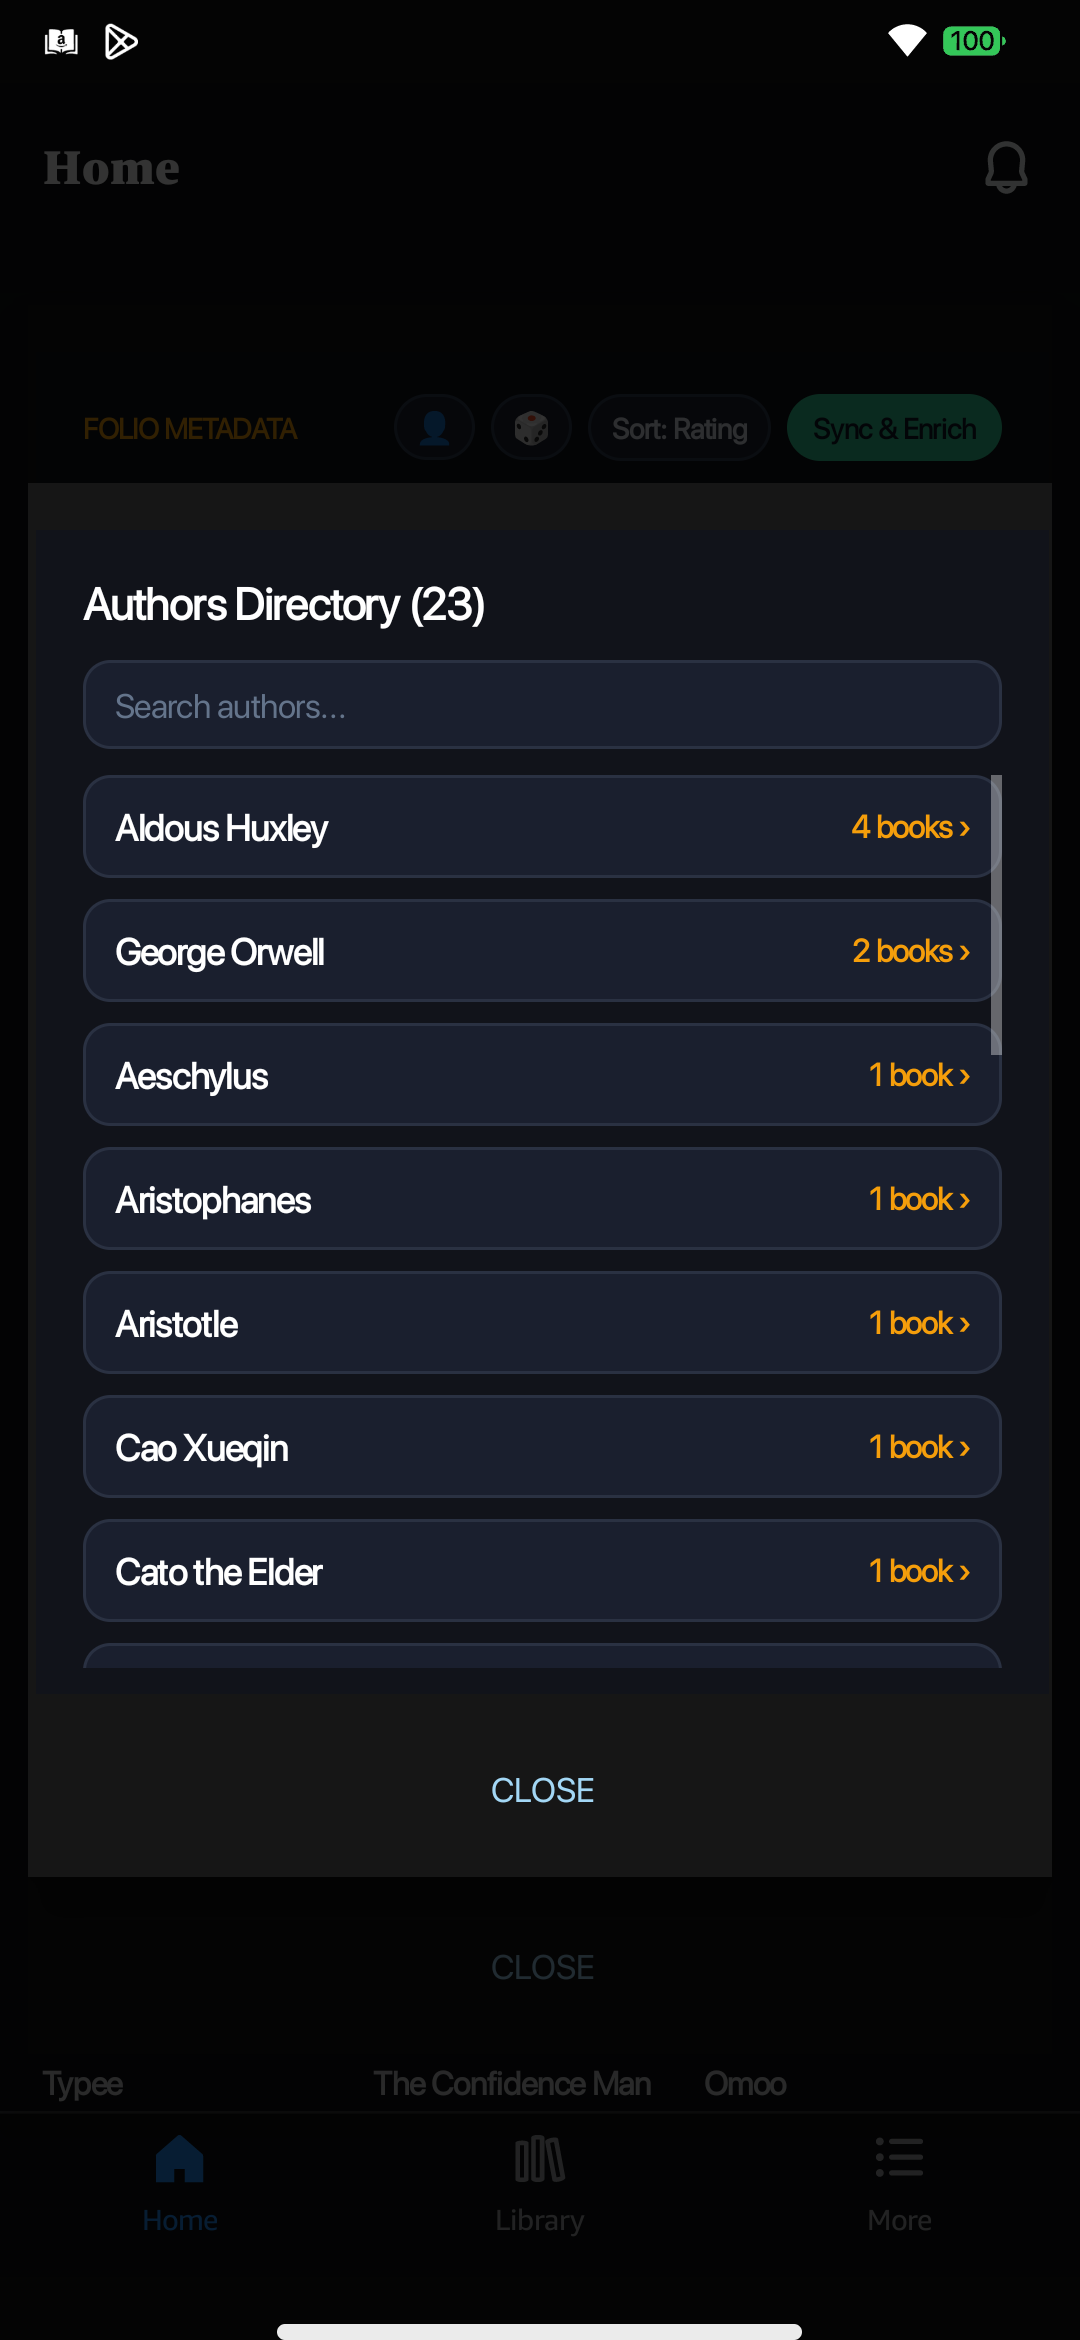 100
Home
FOLIO METADATA
Sort: Rating
Sync & Enrich
Authors Directory (23)
Search authors...
Aldous Huxley
4 books ›
George Orwell
2 books ›
Aeschylus
1 book ›
Aristophanes
1 book ›
Aristotle
1 book ›
Cao Xueqin
1 book ›
Cato the Elder
1 book ›
CLOSE
CLOSE
Typee
The Confidence Man
Omoo
Home
Library
More